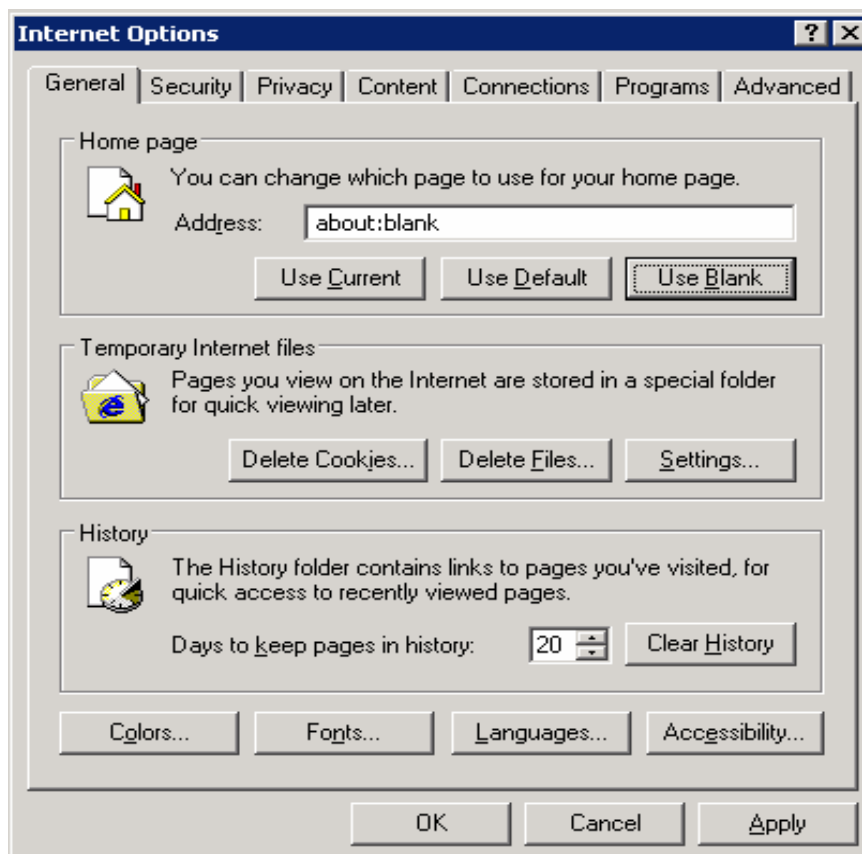 Internet Options
General Security Privacy Content Connections Programs Advanced
Home page
You can change which page to use for your home page.
Address: about:blank
Use Current Use Default Use Blank
Temporary Internet files
Pages you view on the Internet are stored in a special folder
for quick viewing later.
Delete Cookies... Delete Files... Settings...
History
The History folder contains links to pages you've visited, for
quick access to recently viewed pages.
Days to keep pages in history: 20 Clear History
Colors... Fonts... Languages... Accessibility...
OK Cancel Apply